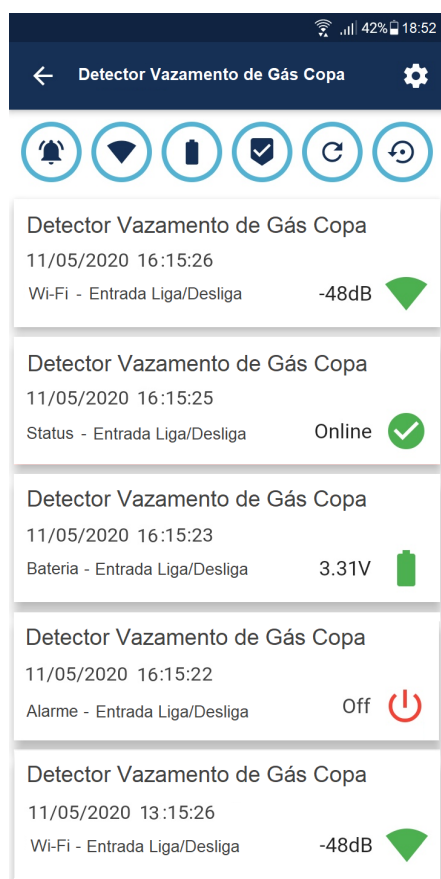 42% 18:52
Detector Vazamento de Gás Copa
Detector Vazamento de Gás Copa
11/05/2020 16:15:26
Wi-Fi - Entrada Liga/Desliga -48dB
Detector Vazamento de Gás Copa
11/05/2020 16:15:25
Status - Entrada Liga/Desliga Online
Detector Vazamento de Gás Copa
11/05/2020 16:15:23
Bateria - Entrada Liga/Desliga 3.31V
Detector Vazamento de Gás Copa
11/05/2020 16:15:22
Alarme - Entrada Liga/Desliga Off
Detector Vazamento de Gás Copa
11/05/2020 13:15:26
Wi-Fi - Entrada Liga/Desliga -48dB